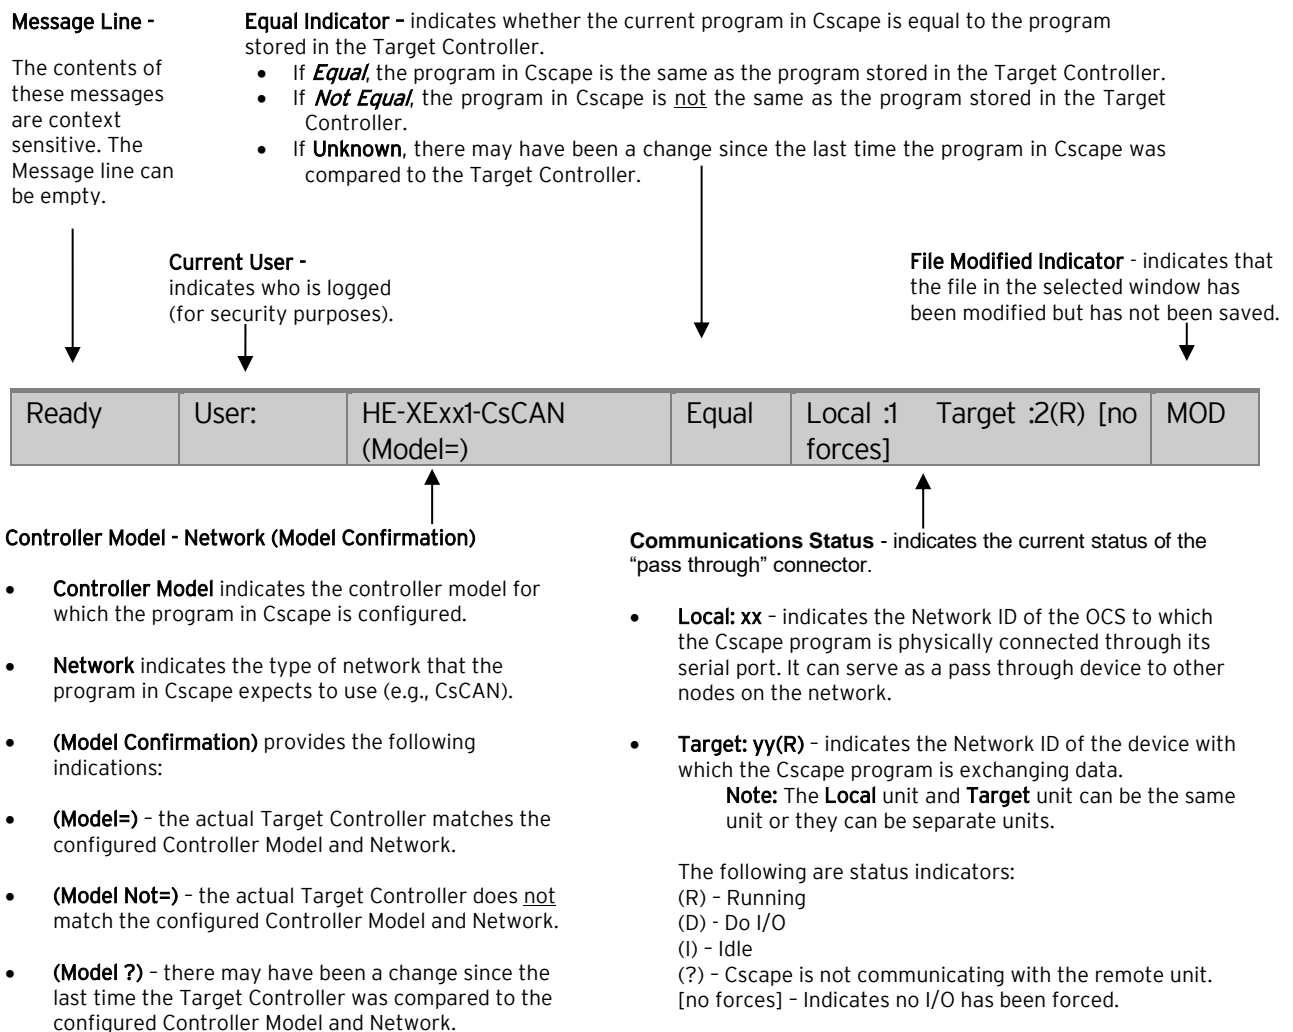 Message Line -
The contents of
these messages
are context
sensitive. The
Message line can
be empty.
Equal Indicator – indicates whether the current program in Cscape is equal to the program
stored in the Target Controller.
• If Equal, the program in Cscape is the same as the program stored in the Target Controller.
• If Not Equal, the program in Cscape is not the same as the program stored in the Target
Controller.
• If Unknown, there may have been a change since the last time the program in Cscape was
compared to the Target Controller.
Current User -
indicates who is logged
(for security purposes).
File Modified Indicator - indicates that
the file in the selected window has
been modified but has not been saved.
Ready
User:
HE-XExx1-CsCAN
(Model=)
Equal
Local :1 Target :2(R) [no
forces]
MOD
Controller Model - Network (Model Confirmation)
• Controller Model indicates the controller model for
which the program in Cscape is configured.
• Network indicates the type of network that the
program in Cscape expects to use (e.g., CsCAN).
• (Model Confirmation) provides the following
indications:
• (Model=) – the actual Target Controller matches the
configured Controller Model and Network.
• (Model Not=) – the actual Target Controller does not
match the configured Controller Model and Network.
• (Model ?) – there may have been a change since the
last time the Target Controller was compared to the
configured Controller Model and Network.
Communications Status - indicates the current status of the
“pass through” connector.
• Local: xx – indicates the Network ID of the OCS to which
the Cscape program is physically connected through its
serial port. It can serve as a pass through device to other
nodes on the network.
• Target: yy(R) – indicates the Network ID of the device with
which the Cscape program is exchanging data.
Note: The Local unit and Target unit can be the same
unit or they can be separate units.
The following are status indicators:
(R) – Running
(D) - Do I/O
(I) – Idle
(?) – Cscape is not communicating with the remote unit.
[no forces] – Indicates no I/O has been forced.